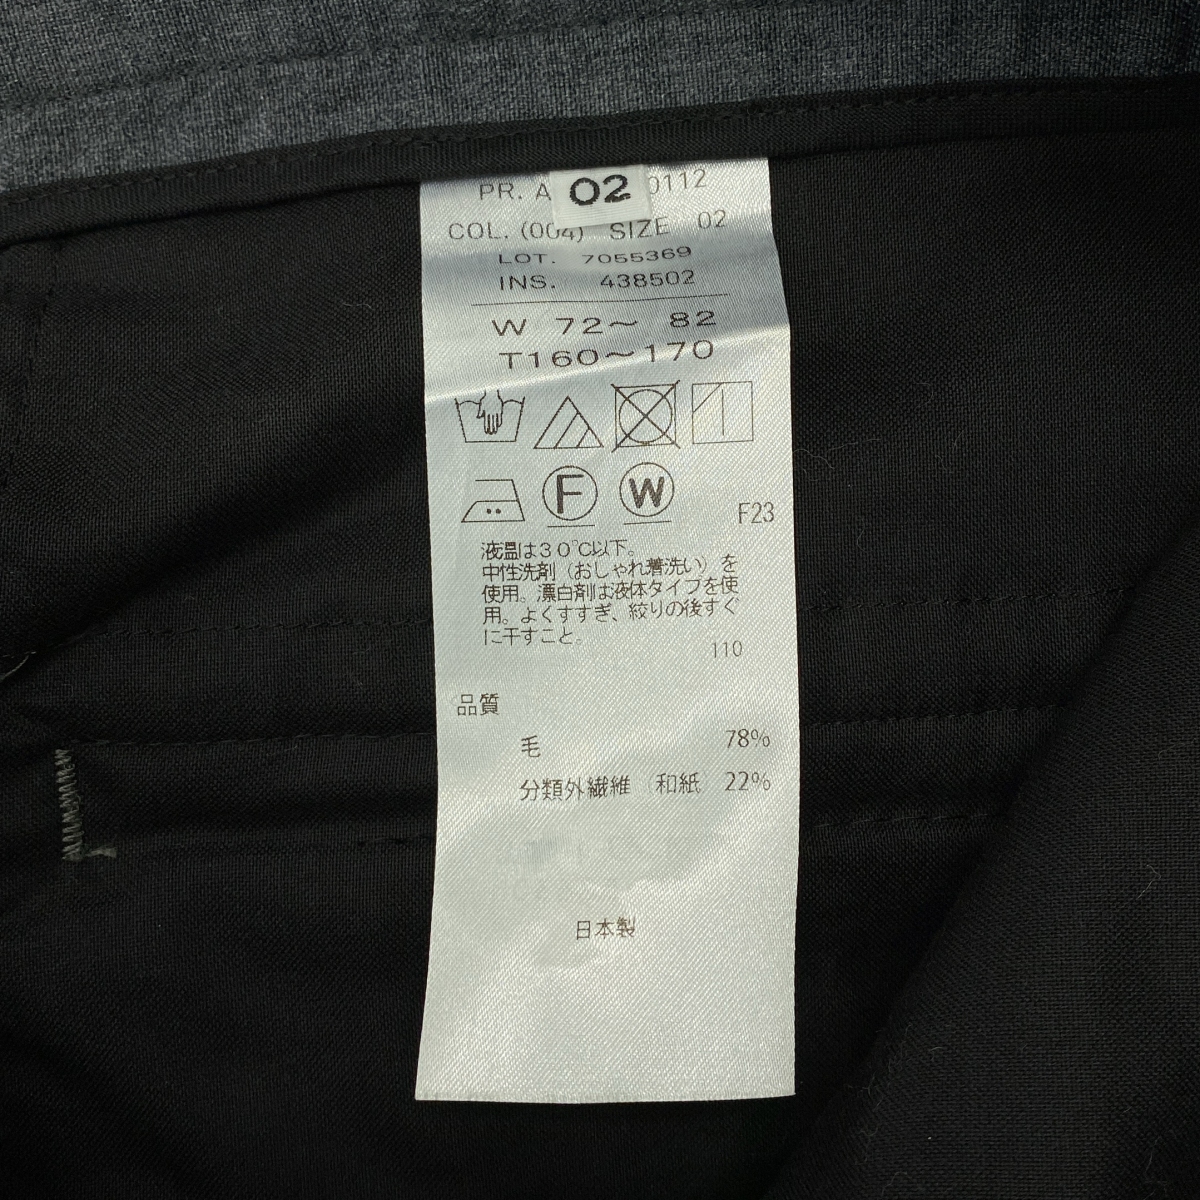 PR. A 02 0112
COL. (004) SIZE 02
LOT. 7055369
INS. 438502
W 72～ 82
T160～170
F W
F23
液温は30℃以下。
中性洗剤（おしゃれ着洗い）を
使用。漂白剤は液体タイプを使
用。よくすすぎ、絞りの後すぐ
に干すこと。
110
品質
毛 78%
分類外繊維（和紙 22%
日本製